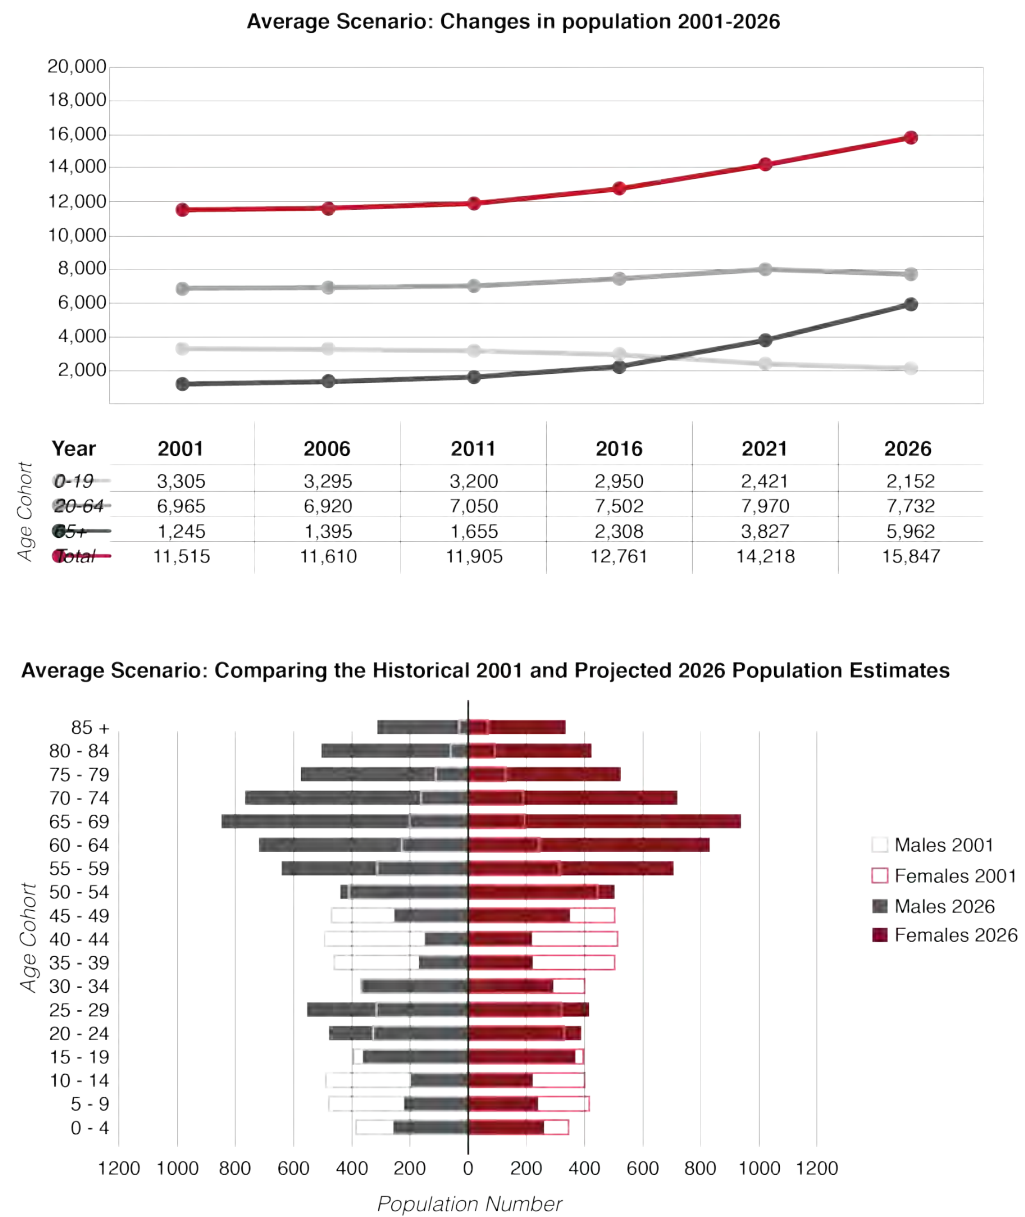 Average Scenario: Changes in population 2001-2026
20,000
18,000
16,000
14,000
12,000
10,000
8,000
6,000
4,000
2,000
Age Cohort
Year 2001 2006 2011 2016 2021 2026
0-19 3,305 3,295 3,200 2,950 2,421 2,152
20-64 6,965 6,920 7,050 7,502 7,970 7,732
65+ 1,245 1,395 1,655 2,308 3,827 5,962
Total 11,515 11,610 11,905 12,761 14,218 15,847
Average Scenario: Comparing the Historical 2001 and Projected 2026 Population Estimates
Age Cohort
85 +
80 - 84
75 - 79
70 - 74
65 - 69
60 - 64
55 - 59
50 - 54
45 - 49
40 - 44
35 - 39
30 - 34
25 - 29
20 - 24
15 - 19
10 - 14
5 - 9
0 - 4
Males 2001
Females 2001
Males 2026
Females 2026
1200 1000 800 600 400 200 0 200 400 600 800 1000 1200
Population Number